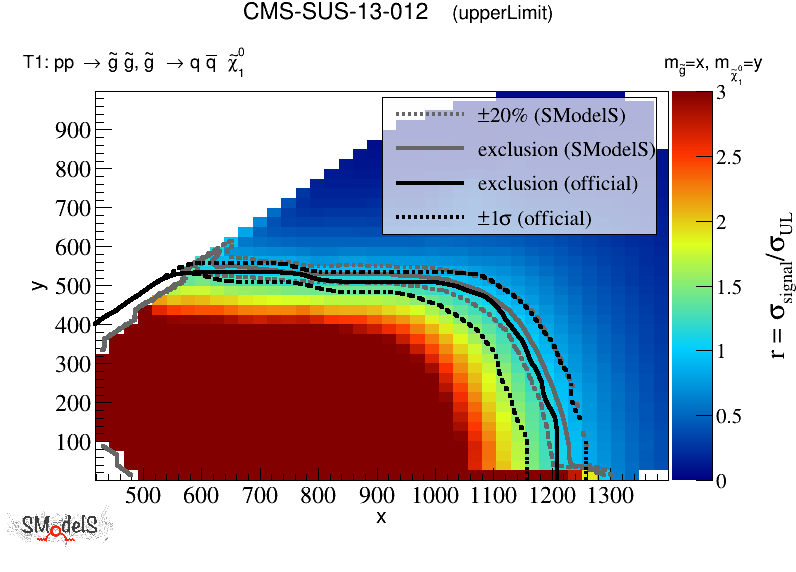 CMS-SUS-13-012 (upperLimit)
T1: pp → g̃ g̃, g̃ → q q̅ χ̃₁⁰
m_g̃=x, m_χ̃₁⁰=y
±20% (SModelS)
exclusion (SModelS)
exclusion (official)
±1σ (official)
900
800
700
600
500
400
300
200
100
y
500 600 700 800 900 1000 1100 1200 1300
x
3
2.5
2
1.5
1
0.5
0
r = σ_signal/σ_UL
SModelS